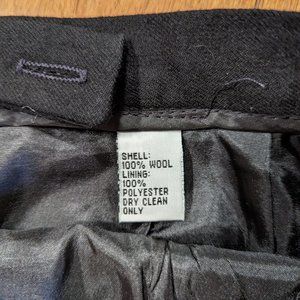 SHELL:
100% WOOL
LINING:
100%
POLYESTER
DRY CLEAN
ONLY